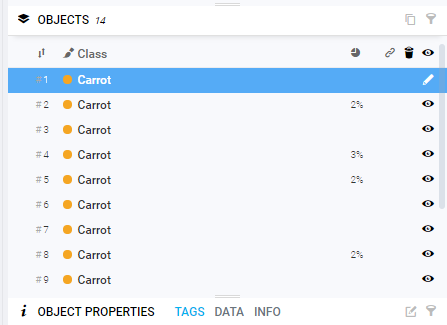 OBJECTS 14
Class
#1 Carrot
#2 Carrot 2%
#3 Carrot
#4 Carrot 3%
#5 Carrot 2%
#6 Carrot
#7 Carrot
#8 Carrot 2%
#9 Carrot
OBJECT PROPERTIES TAGS DATA INFO